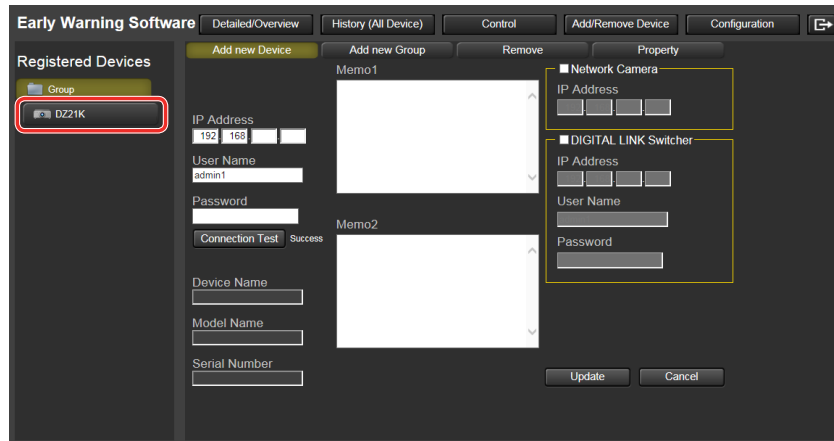 Early Warning Software
Detailed/Overview
History (All Device)
Control
Add/Remove Device
Configuration
Registered Devices
Group
DZ21K
Add new Device
Add new Group
Remove
Property
IP Address
192 . 168 . .
User Name
admin1
Password
Connection Test Success
Device Name
Model Name
Serial Number
Memo1
Memo2
Network Camera
IP Address
DIGITAL LINK Switcher
IP Address
User Name
Password
Update
Cancel